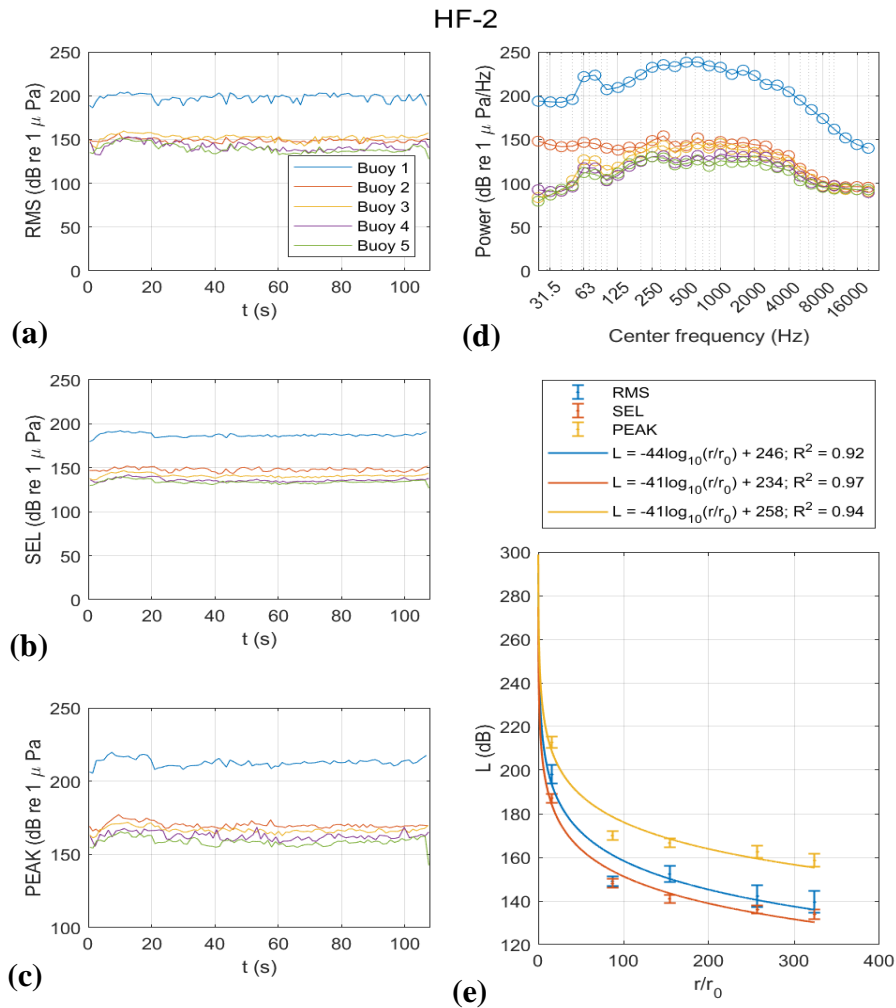 HF-2
250
200
150
100
50
0
RMS (dB re 1 μ Pa)
Buoy 1
Buoy 2
Buoy 3
Buoy 4
Buoy 5
0 20 40 60 80 100
t (s)
(a)
250
200
150
100
50
0
Power (dB re 1 μ Pa/Hz)
31.5 63 125 250 500 1000 2000 4000 8000 16000
Center frequency (Hz)
(d)
250
200
150
100
50
0
SEL (dB re 1 μ Pa)
0 20 40 60 80 100
t (s)
(b)
250
200
150
100
PEAK (dB re 1 μ Pa)
0 20 40 60 80 100
t (s)
(c)
RMS
SEL
PEAK
L = -44log10(r/r0) + 246; R2 = 0.92
L = -41log10(r/r0) + 234; R2 = 0.97
L = -41log10(r/r0) + 258; R2 = 0.94
300
280
260
240
220
200
180
160
140
120
L (dB)
0 100 200 300 400
r/r0
(e)